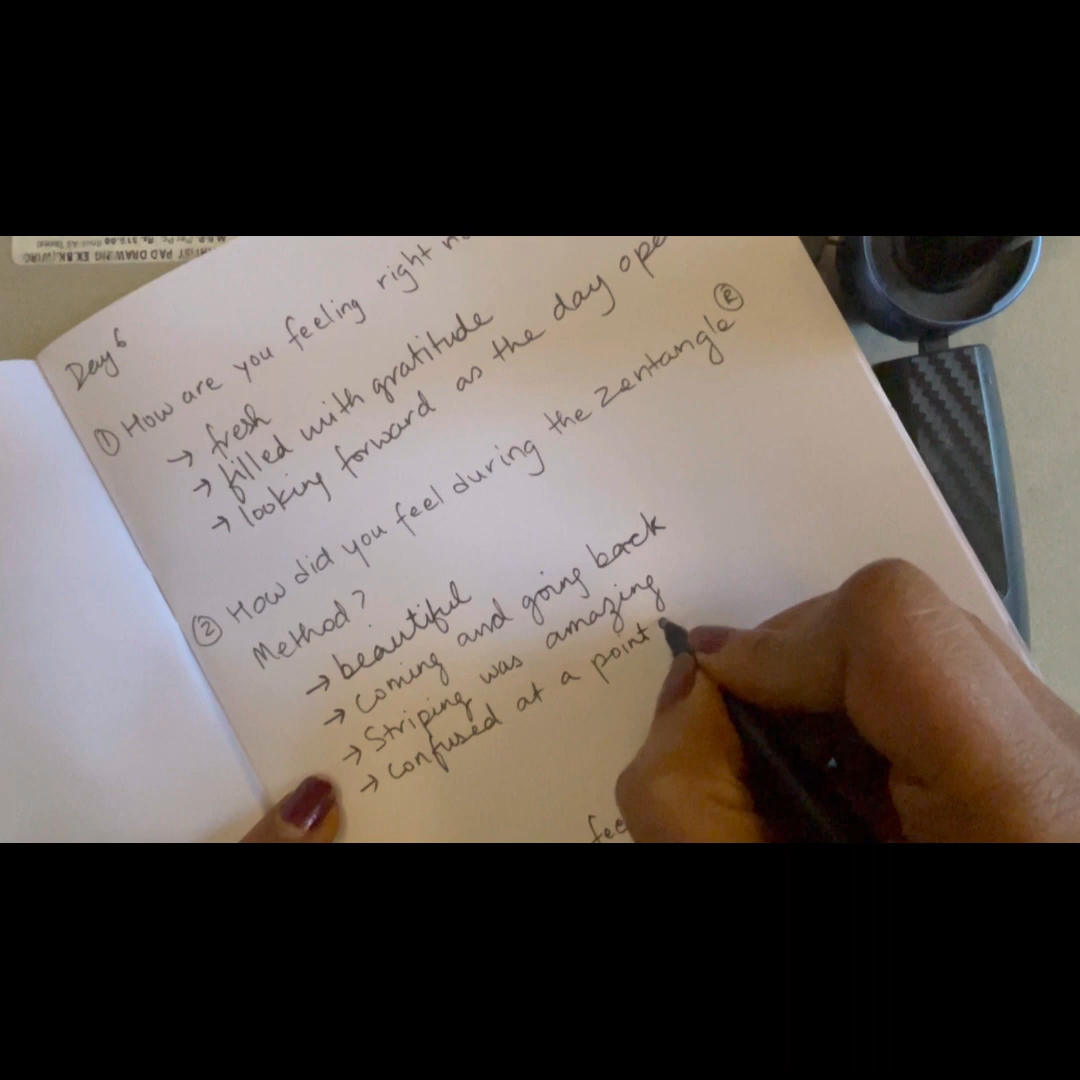 Day 6
① How are you feeling right
→ fresh
→ filled with gratitude
→ looking forward as the day
② How did you feel during the zentangle®
Method?
→ beautiful
→ coming and going back
→ Striping was amazing
→ confused at a point